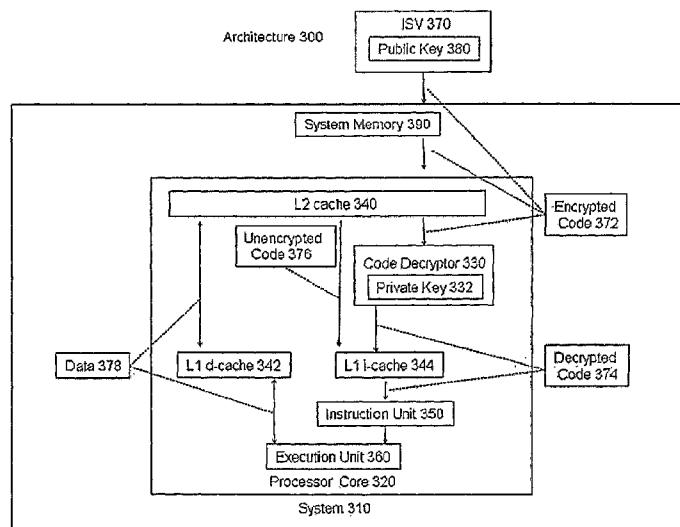 Architecture 300
ISV 370
Public Key 380
System Memory 390
L2 cache 340
Encrypted
Code 372
Unencrypted
Code 376
Code Decryptor 330
Private Key 332
Data 378
L1 d-cache 342
L1 i-cache 344
Decrypted
Code 374
Instruction Unit 350
Execution Unit 360
Processor Core 320
System 310